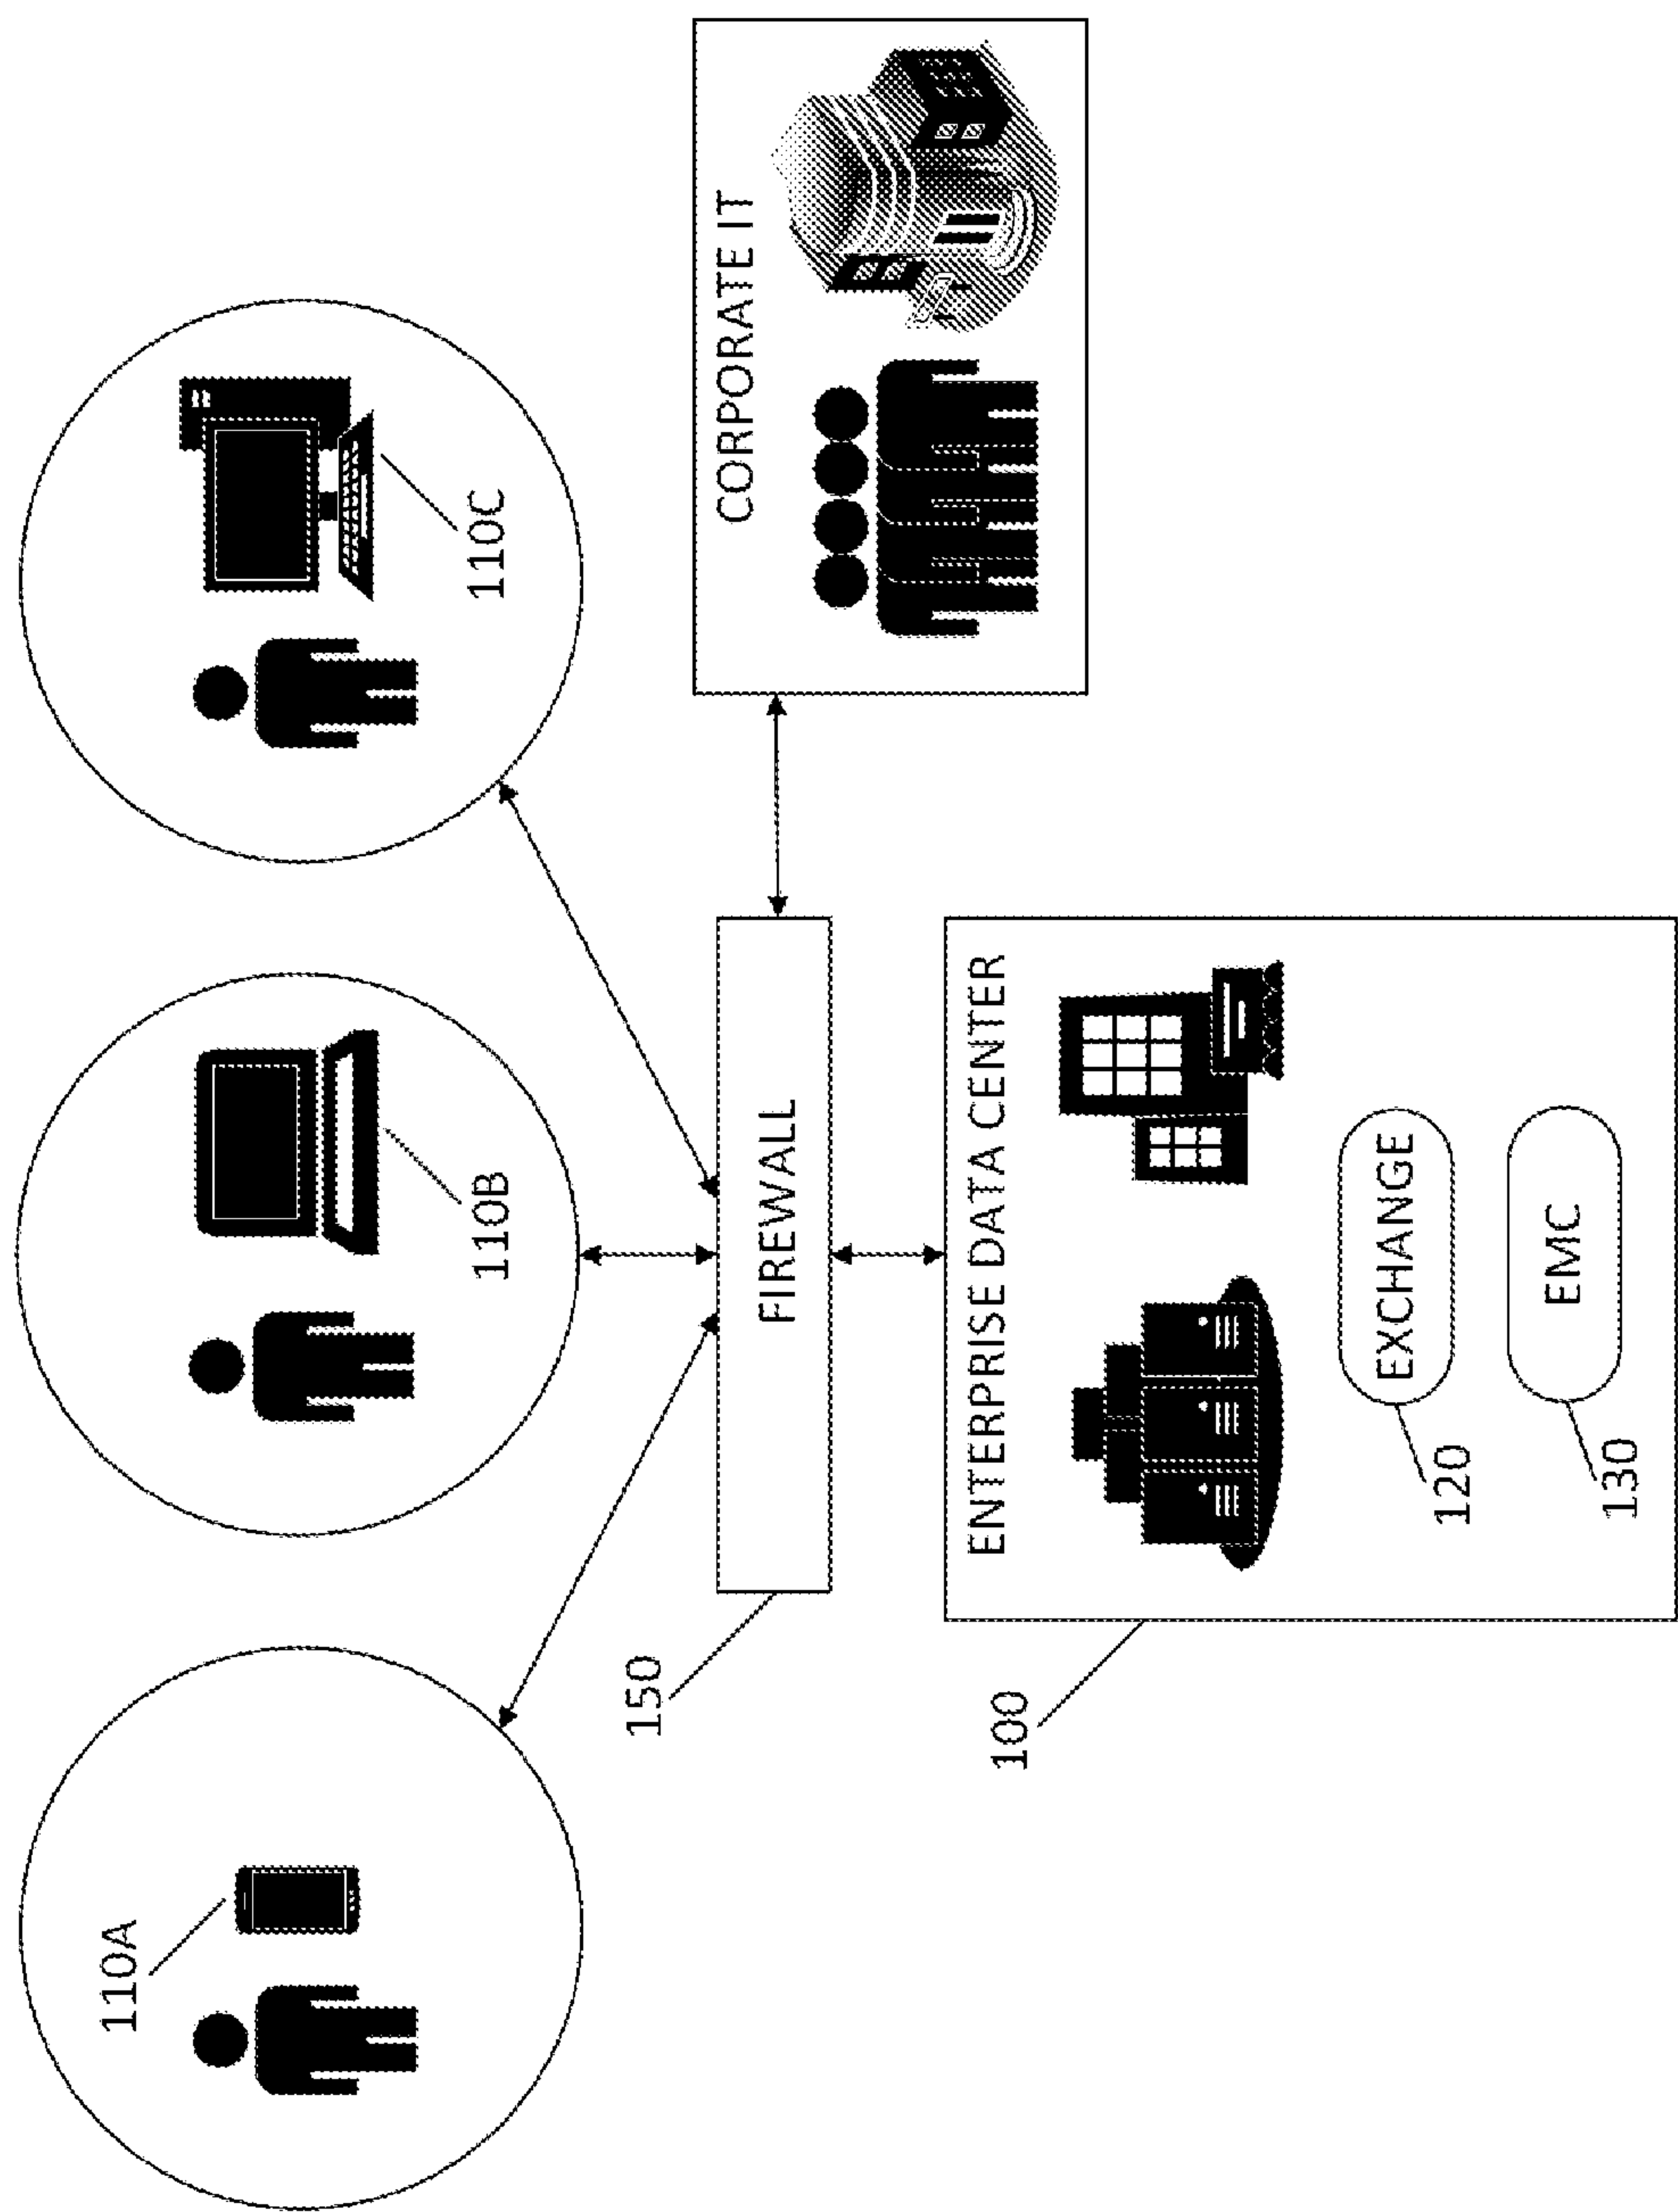 110A
110B
110C
150
FIREWALL
CORPORATE IT
100
ENTERPRISE DATA CENTER
120
EXCHANGE
130
EMC